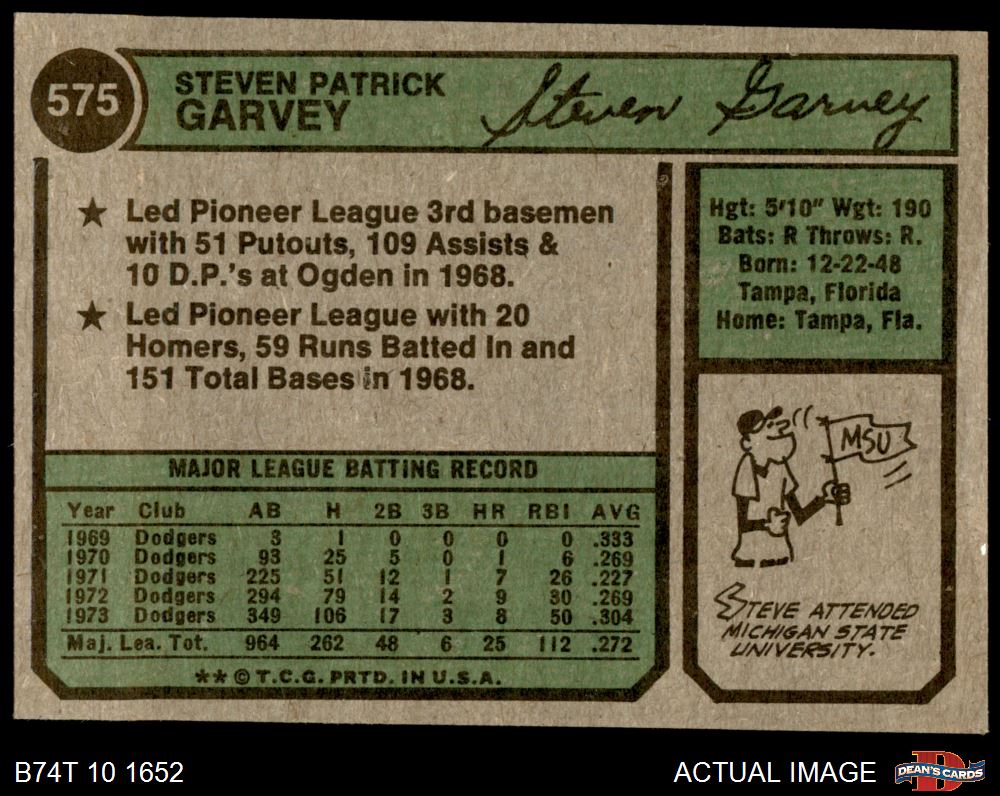 575
STEVEN PATRICK
GARVEY
Steven Garvey
★ Led Pioneer League 3rd basemen
with 51 Putouts, 109 Assists &
10 D.P.'s at Ogden in 1968.
★ Led Pioneer League with 20
Homers, 59 Runs Batted In and
151 Total Bases in 1968.
Hgt: 5'10" Wgt: 190
Bats: R Throws: R.
Born: 12-22-48
Tampa, Florida
Home: Tampa, Fla.
MSU
STEVE ATTENDED
MICHIGAN STATE
UNIVERSITY.
MAJOR LEAGUE BATTING RECORD
Year Club AB H 2B 3B HR RBI AVG
1969 Dodgers 3 1 0 0 0 0 .333
1970 Dodgers 93 25 5 0 1 6 .269
1971 Dodgers 225 51 12 1 7 26 .227
1972 Dodgers 294 79 14 2 9 30 .269
1973 Dodgers 349 106 17 3 8 50 .304
Maj. Lea. Tot. 964 262 48 6 25 112 .272
**© T.C.G. PRTD. IN U.S.A.
B74T 10 1652
ACTUAL IMAGE
D
DEAN'S CARDS